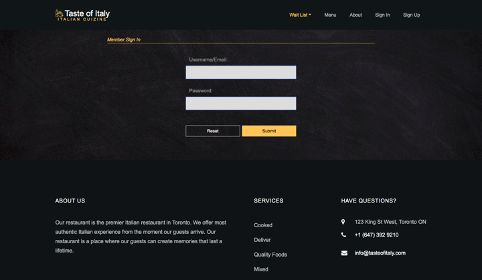 Taste of Italy
ITALIAN CUIZINE
Wait List
Menu
About
Sign In
Sign Up
Member Sign In
Username/Email:
Password:
Reset
Submit
ABOUT US
Our restaurant is the premier Italian restaurant in Toronto. We offer most
authentic Italian experience from the moment our guests arrive. Our
restaurant is a place where our guests can create memories that last a
lifetime.
SERVICES
Cooked
Deliver
Quality Foods
Mixed
HAVE QUESTIONS?
123 King St West, Toronto ON
+1 (647) 392 9210
info@tasteofitaly.com